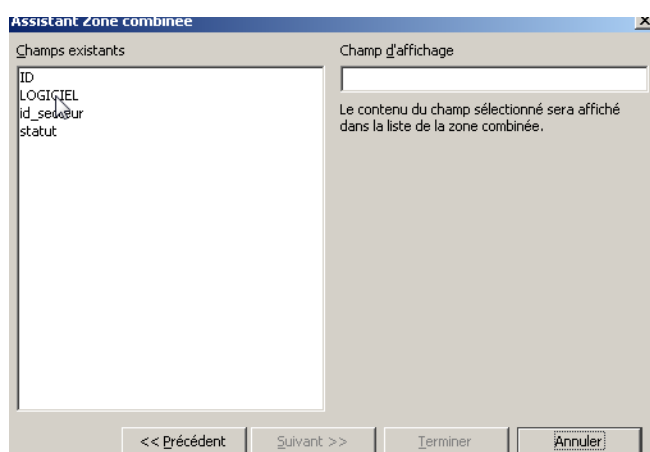 Assistant Zone combinée
Champs existants
ID
LOGICIEL
id_secteur
statut
Champ d'affichage
Le contenu du champ sélectionné sera affiché
dans la liste de la zone combinée.
<< Précédent
Suivant >>
Terminer
Annuler